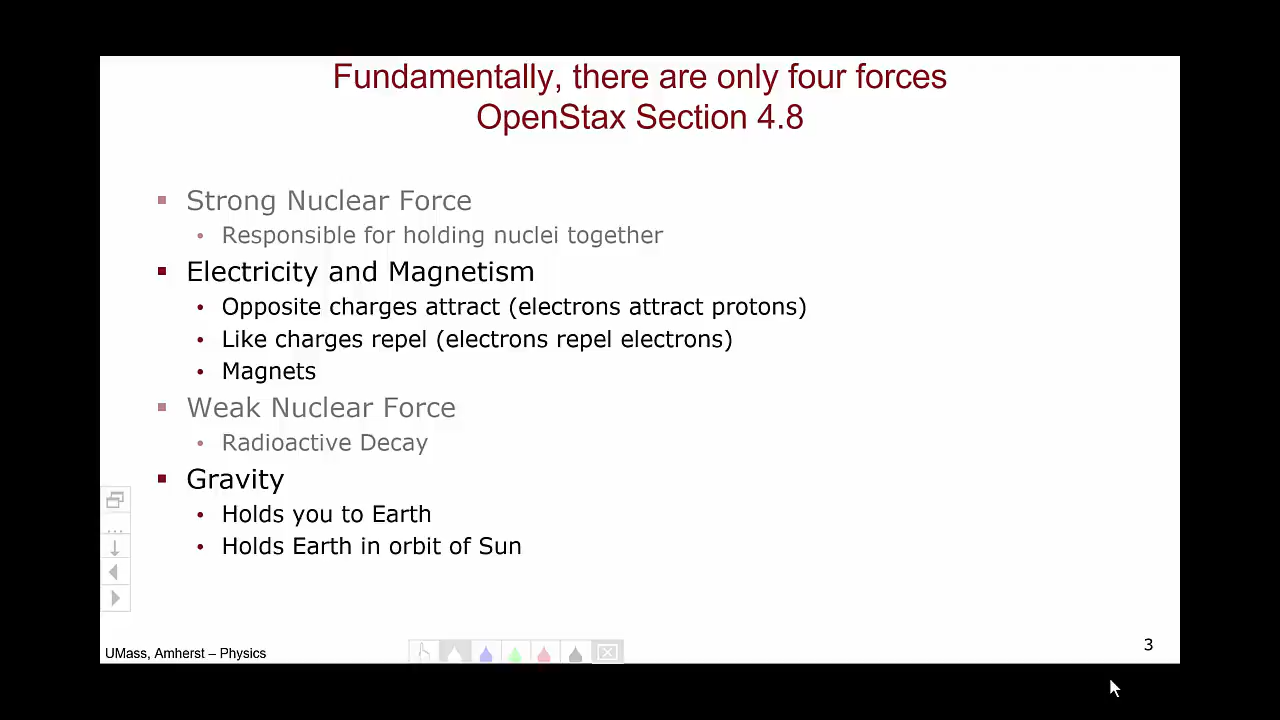 Fundamentally, there are only four forces
OpenStax Section 4.8
Strong Nuclear Force
Responsible for holding nuclei together
Electricity and Magnetism
Opposite charges attract (electrons attract protons)
Like charges repel (electrons repel electrons)
Magnets
Weak Nuclear Force
Radioactive Decay
Gravity
Holds you to Earth
Holds Earth in orbit of Sun
UMass, Amherst – Physics
3